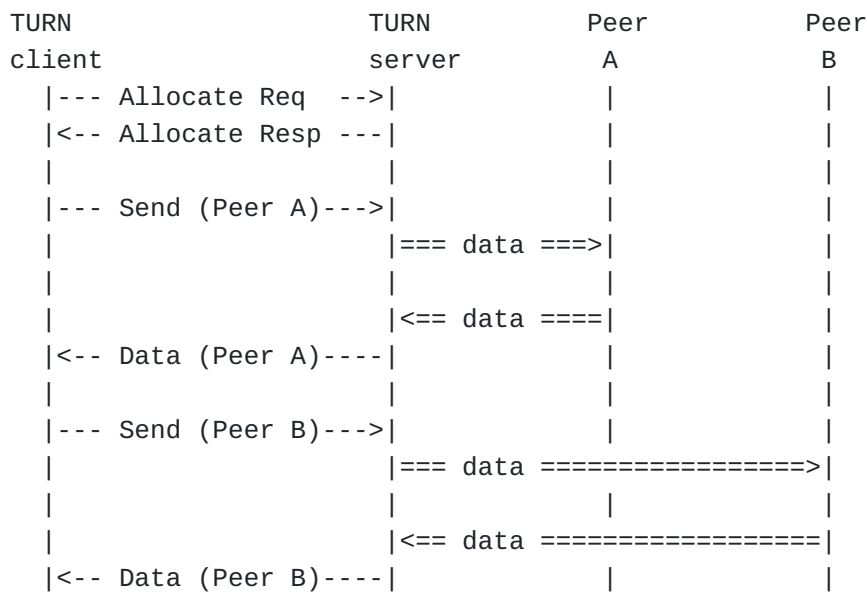 TURN                   TURN          Peer          Peer
client                 server         A             B
  |--- Allocate Req  -->|             |             |
  |<-- Allocate Resp ---|             |             |
  |                     |             |             |
  |--- Send (Peer A)--->|             |             |
  |                     |=== data ===>|             |
  |                     |             |             |
  |                     |<== data ====|             |
  |<-- Data (Peer A)----|             |             |
  |                     |             |             |
  |--- Send (Peer B)--->|             |             |
  |                     |=== data =================>|
  |                     |             |             |
  |                     |<== data ==================|
  |<-- Data (Peer B)----|             |             |